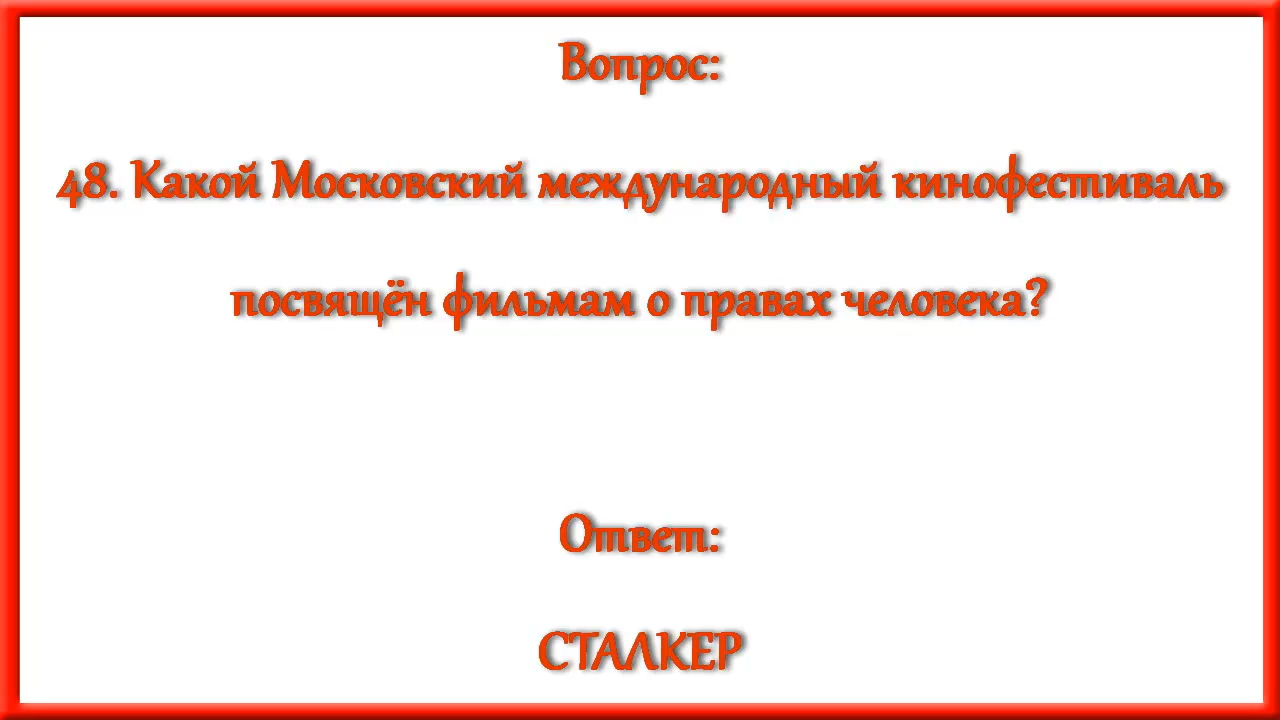 Вопрос:
48. Какой Московский международный кинофестиваль
посвящён фильмам о правах человека?
Ответ:
СТАЛКЕР